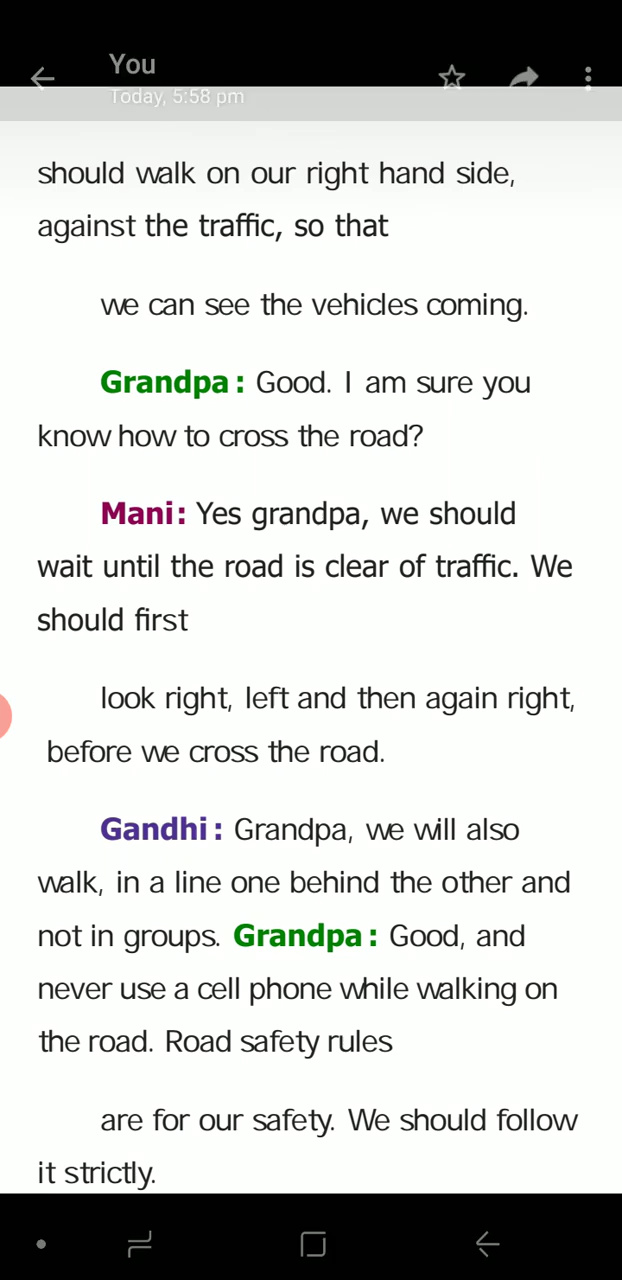 You
Today, 5:58 pm
should walk on our right hand side,
against the traffic, so that
we can see the vehicles coming.
Grandpa : Good. I am sure you
know how to cross the road?
Mani: Yes grandpa, we should
wait until the road is clear of traffic. We
should first
look right, left and then again right,
before we cross the road.
Gandhi : Grandpa, we will also
walk, in a line one behind the other and
not in groups. Grandpa : Good, and
never use a cell phone while walking on
the road. Road safety rules
are for our safety. We should follow
it strictly.